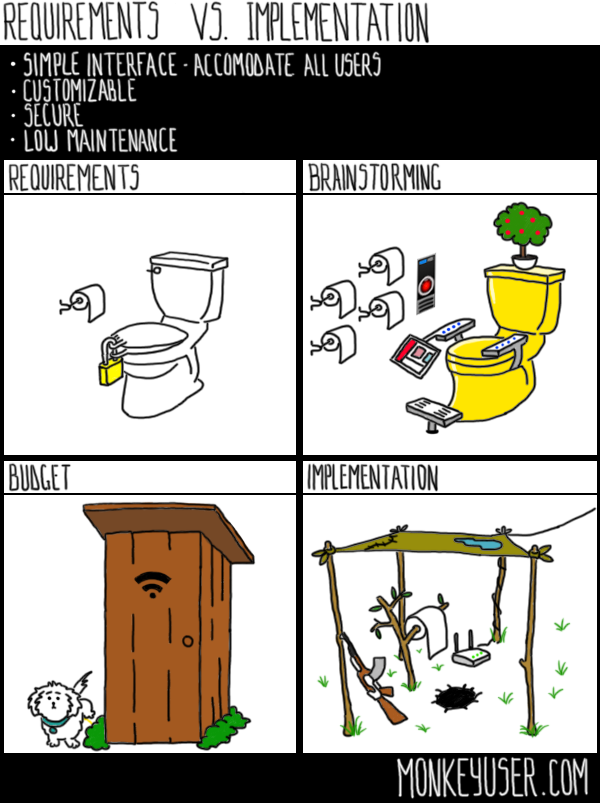 REQUIREMENTS VS. IMPLEMENTATION
• SIMPLE INTERFACE - ACCOMODATE ALL USERS
• CUSTOMIZABLE
• SECURE
• LOW MAINTENANCE
REQUIREMENTS
BRAINSTORMING
BUDGET
IMPLEMENTATION
MONKEYUSER.COM